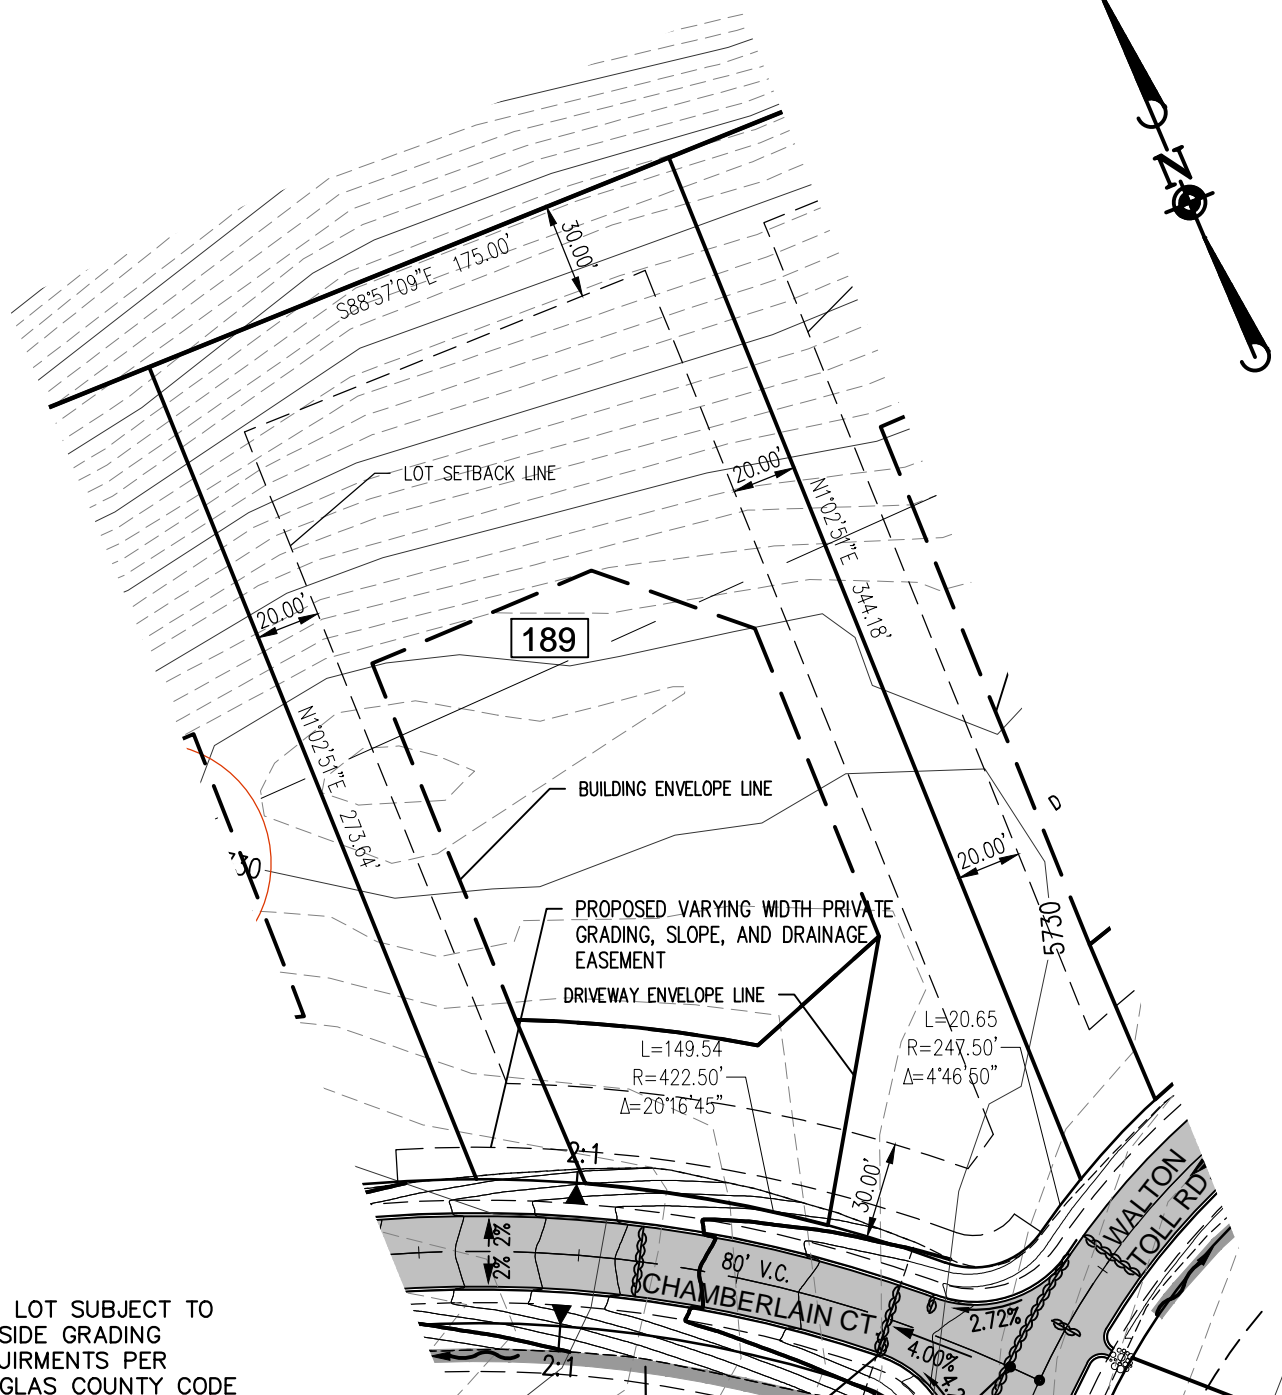 N
30.00'
S88°57'09"E 175.00'
LOT SETBACK LINE
20.00'
N1°02'51"E 344.18'
20.00'
189
N1°02'51"E 273.64'
BUILDING ENVELOPE LINE
20.00'
5730
PROPOSED VARYING WIDTH PRIVATE
GRADING, SLOPE, AND DRAINAGE
EASEMENT
DRIVEWAY ENVELOPE LINE
L=149.54
R=422.50'
Δ=20°16'45"
L=20.65
R=247.50'
Δ=4°46'50"
2:1
30.00'
WALTON
TOLL RD
2% 2%
80' V.C.
CHAMBERLAIN CT
2.72%
4.00%
2:1
LOT SUBJECT TO
SIDE GRADING
UIRMENTS PER
GLAS COUNTY CODE